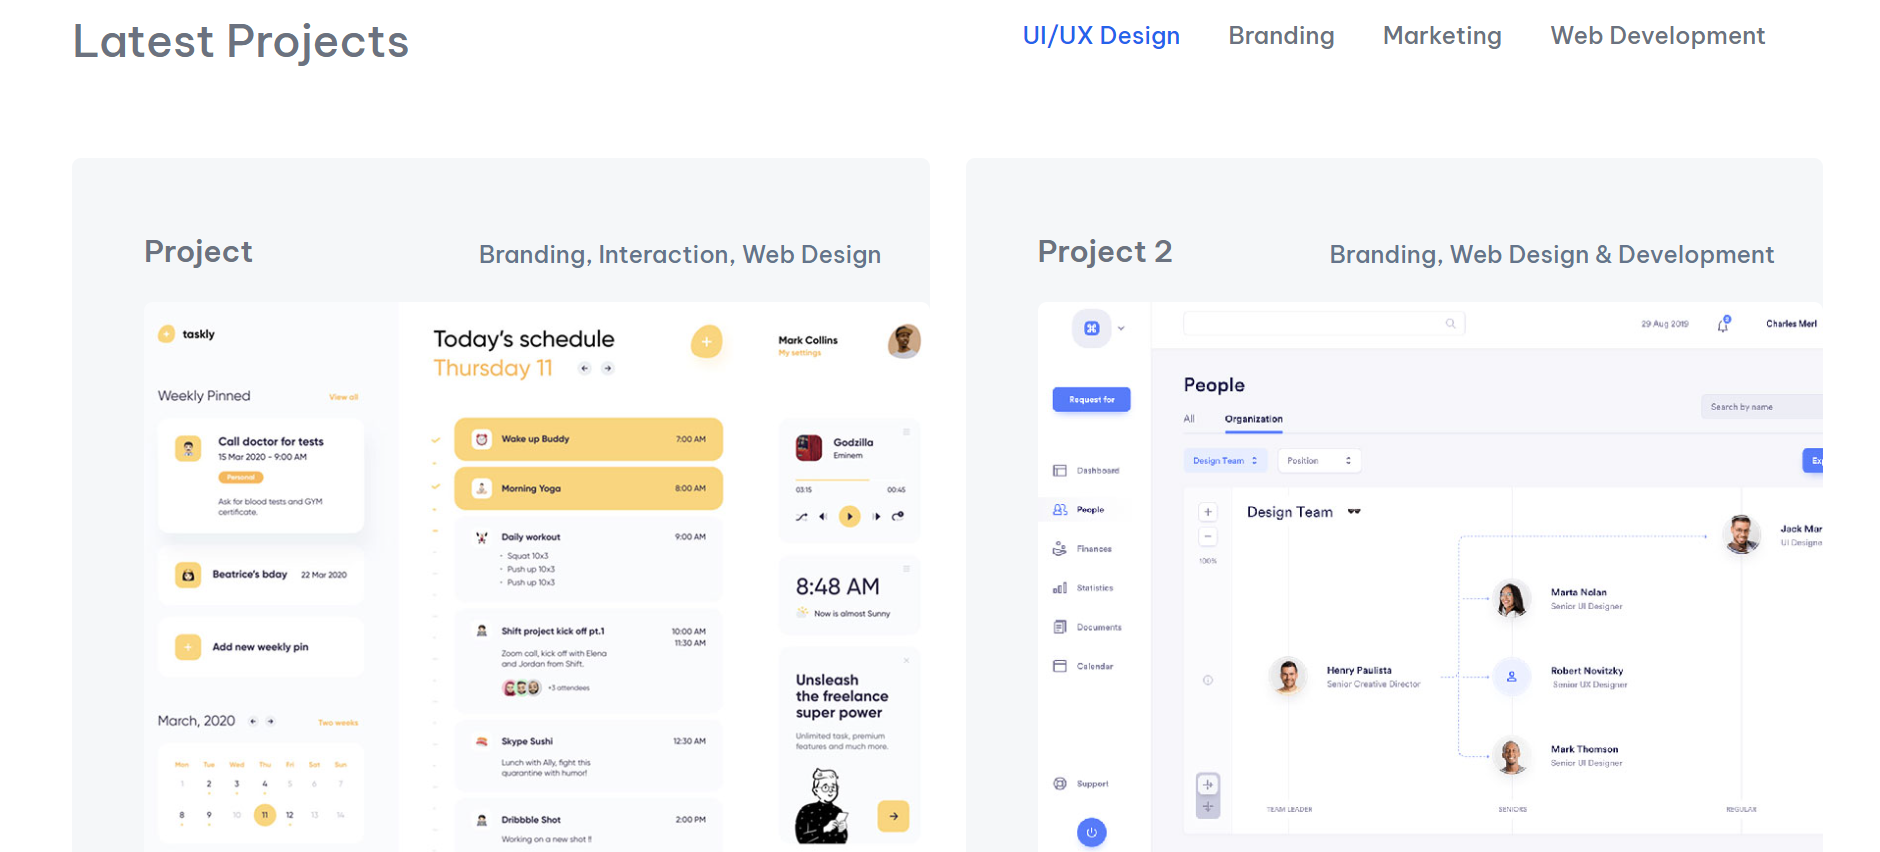 Latest Projects
UI/UX Design Branding Marketing Web Development
Project
Branding, Interaction, Web Design
taskly
Weekly Pinned
View all
Call doctor for tests
15 Mar 2020 - 9:00 AM
Personal
Ask for blood tests and GYM
certificate.
Beatrice's bday 22 Mar 2020
Add new weekly pin
March, 2020
Two weeks
Mon Tue Wed Thu Fri Sat Sun
1 2 3 4 5 6 7
8 9 10 11 12 13 14
Today's schedule
Thursday 11
Wake up Buddy 7:00 AM
Morning Yoga 8:00 AM
Daily workout 9:00 AM
- Squat 10x3
- Push up 10x3
- Push up 10x3
Shift project kick off pt.1 10:00 AM
11:30 AM
Zoom call, kick off with Elena
and Jordan from Shift.
+3 attendees
Skype Sushi 12:30 AM
Lunch with Ally, fight this
quarantine with humor!
Dribbble Shot 2:00 PM
Working on a new shot !!
Mark Collins
My settings
Godzilla
Eminem
03:15 00:45
8:48 AM
Now is almost Sunny
Unsleash
the freelance
super power
Unlimited task, premium
features and much more.
Project 2
Branding, Web Design & Development
29 Aug 2019
Charles Merl
Request for
Dashboard
People
Finances
Statistics
Documents
Calendar
Support
People
All Organization
Search by name
Design Team Position
Exp
100%
Design Team
Jack Mar
UI Designe
Marta Nolan
Senior UI Designer
Henry Paulista
Senior Creative Director
Robert Novitzky
Senior UX Designer
Mark Thomson
Senior UI Designer
TEAM LEADER SENIORS REGULAR